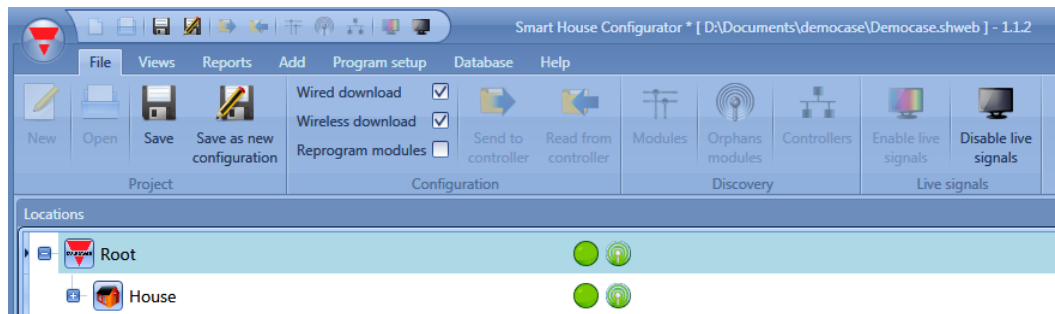 Smart House Configurator * [ D:\Documents\democase\Democase.shweb ] - 1.1.2
File Views Reports Add Program setup Database Help
New Open Save Save as new configuration
Wired download
Wireless download
Reprogram modules
Send to controller Read from controller
Modules Orphans modules Controllers
Enable live signals Disable live signals
Project Configuration Discovery Live signals
Locations
Root
House